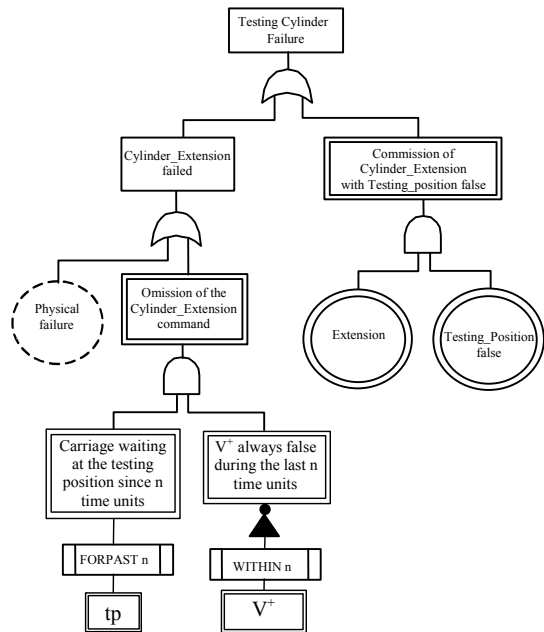 Testing Cylinder
Failure
Cylinder_Extension
failed
Commission of
Cylinder_Extension
with Testing_position false
Physical
failure
Omission of the
Cylinder_Extension
command
Extension
Testing_Position
false
Carriage waiting
at the testing
position since n
time units
V+ always false
during the last n
time units
FORPAST n
WITHIN n
tp
V+